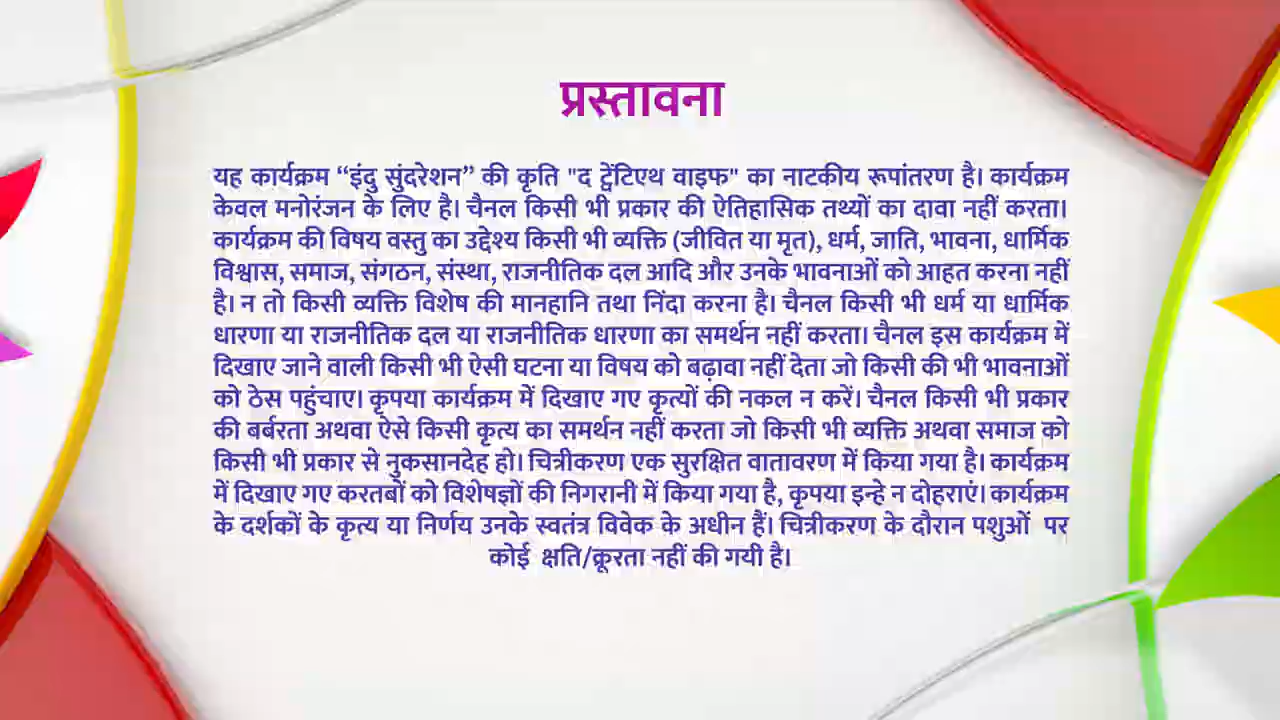 प्रस्तावना
यह कार्यक्रम “इंदु सुंदरेशन” की कृति "द ट्वेंटिएथ वाइफ" का नाटकीय रूपांतरण है। कार्यक्रम
केवल मनोरंजन के लिए है। चैनल किसी भी प्रकार की ऐतिहासिक तथ्यों का दावा नहीं करता।
कार्यक्रम की विषय वस्तु का उद्देश्य किसी भी व्यक्ति (जीवित या मृत), धर्म, जाति, भावना, धार्मिक
विश्वास, समाज, संगठन, संस्था, राजनीतिक दल आदि और उनके भावनाओं को आहत करना नहीं
है। न तो किसी व्यक्ति विशेष की मानहानि तथा निंदा करना है। चैनल किसी भी धर्म या धार्मिक
धारणा या राजनीतिक दल या राजनीतिक धारणा का समर्थन नहीं करता। चैनल इस कार्यक्रम में
दिखाए जाने वाली किसी भी ऐसी घटना या विषय को बढ़ावा नहीं देता जो किसी की भी भावनाओं
को ठेस पहुंचाए। कृपया कार्यक्रम में दिखाए गए कृत्यों की नकल न करें। चैनल किसी भी प्रकार
की बर्बरता अथवा ऐसे किसी कृत्य का समर्थन नहीं करता जो किसी भी व्यक्ति अथवा समाज को
किसी भी प्रकार से नुकसानदेह हो। चित्रीकरण एक सुरक्षित वातावरण में किया गया है। कार्यक्रम
में दिखाए गए करतबों को विशेषज्ञों की निगरानी में किया गया है, कृपया इन्हे न दोहराएं। कार्यक्रम
के दर्शकों के कृत्य या निर्णय उनके स्वतंत्र विवेक के अधीन हैं। चित्रीकरण के दौरान पशुओं पर
कोई क्षति/क्रूरता नहीं की गयी है।